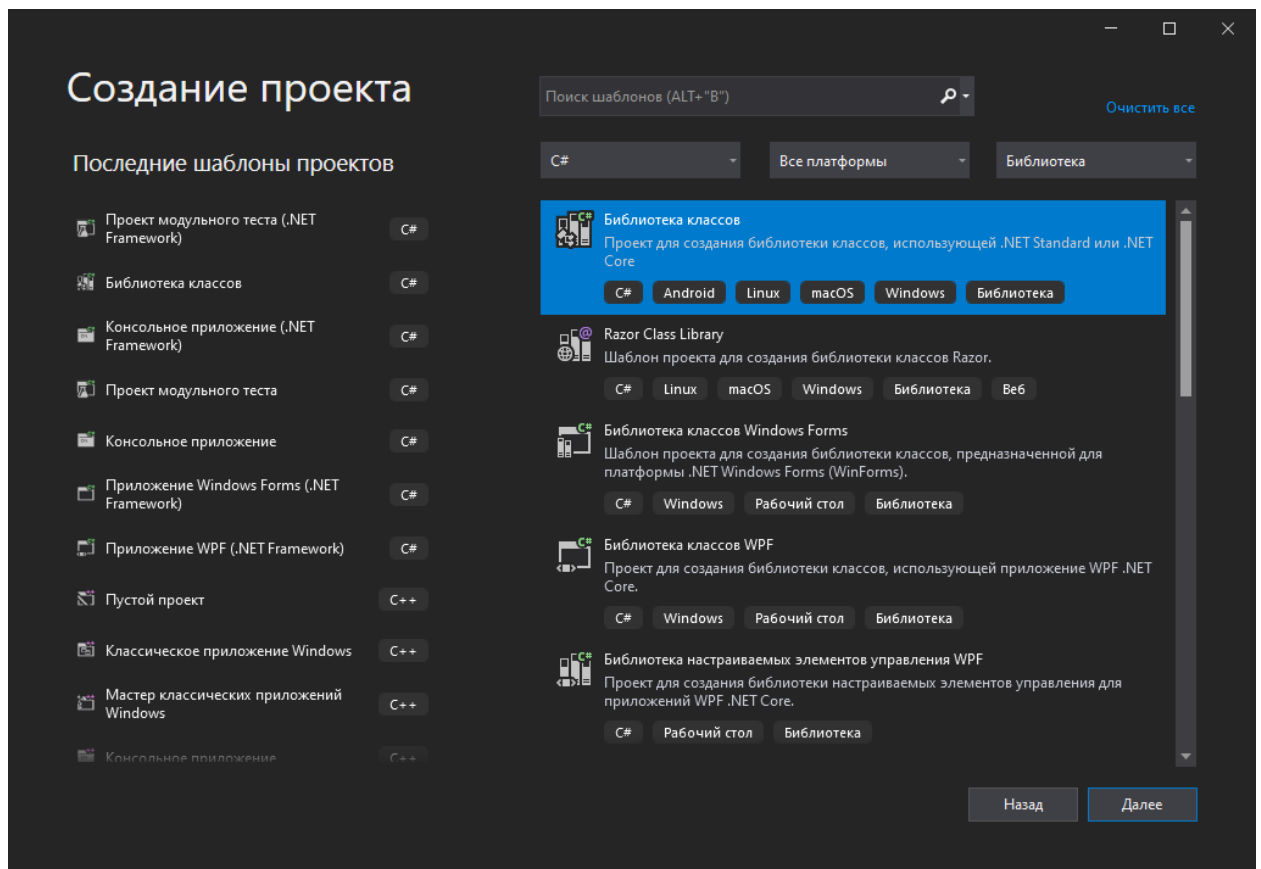 Создание проекта
Поиск шаблонов (ALT+"B")
Очистить все
Последние шаблоны проектов
C#
Все платформы
Библиотека
Проект модульного теста (.NET
Framework)
C#
Библиотека классов
C#
Консольное приложение (.NET
Framework)
C#
Проект модульного теста
C#
Консольное приложение
C#
Приложение Windows Forms (.NET
Framework)
C#
Приложение WPF (.NET Framework)
C#
Пустой проект
C++
Классическое приложение Windows
C++
Мастер классических приложений
Windows
C++
Консольное приложение
C++
Библиотека классов
Проект для создания библиотеки классов, использующей .NET Standard или .NET
Core
C# Android Linux macOS Windows Библиотека
Razor Class Library
Шаблон проекта для создания библиотеки классов Razor.
C# Linux macOS Windows Библиотека Веб
Библиотека классов Windows Forms
Шаблон проекта для создания библиотеки классов, предназначенной для
платформы .NET Windows Forms (WinForms).
C# Windows Рабочий стол Библиотека
Библиотека классов WPF
Проект для создания библиотеки классов, использующей приложение WPF .NET
Core.
C# Windows Рабочий стол Библиотека
Библиотека настраиваемых элементов управления WPF
Проект для создания библиотеки настраиваемых элементов управления для
приложений WPF .NET Core.
C# Рабочий стол Библиотека
Назад
Далее